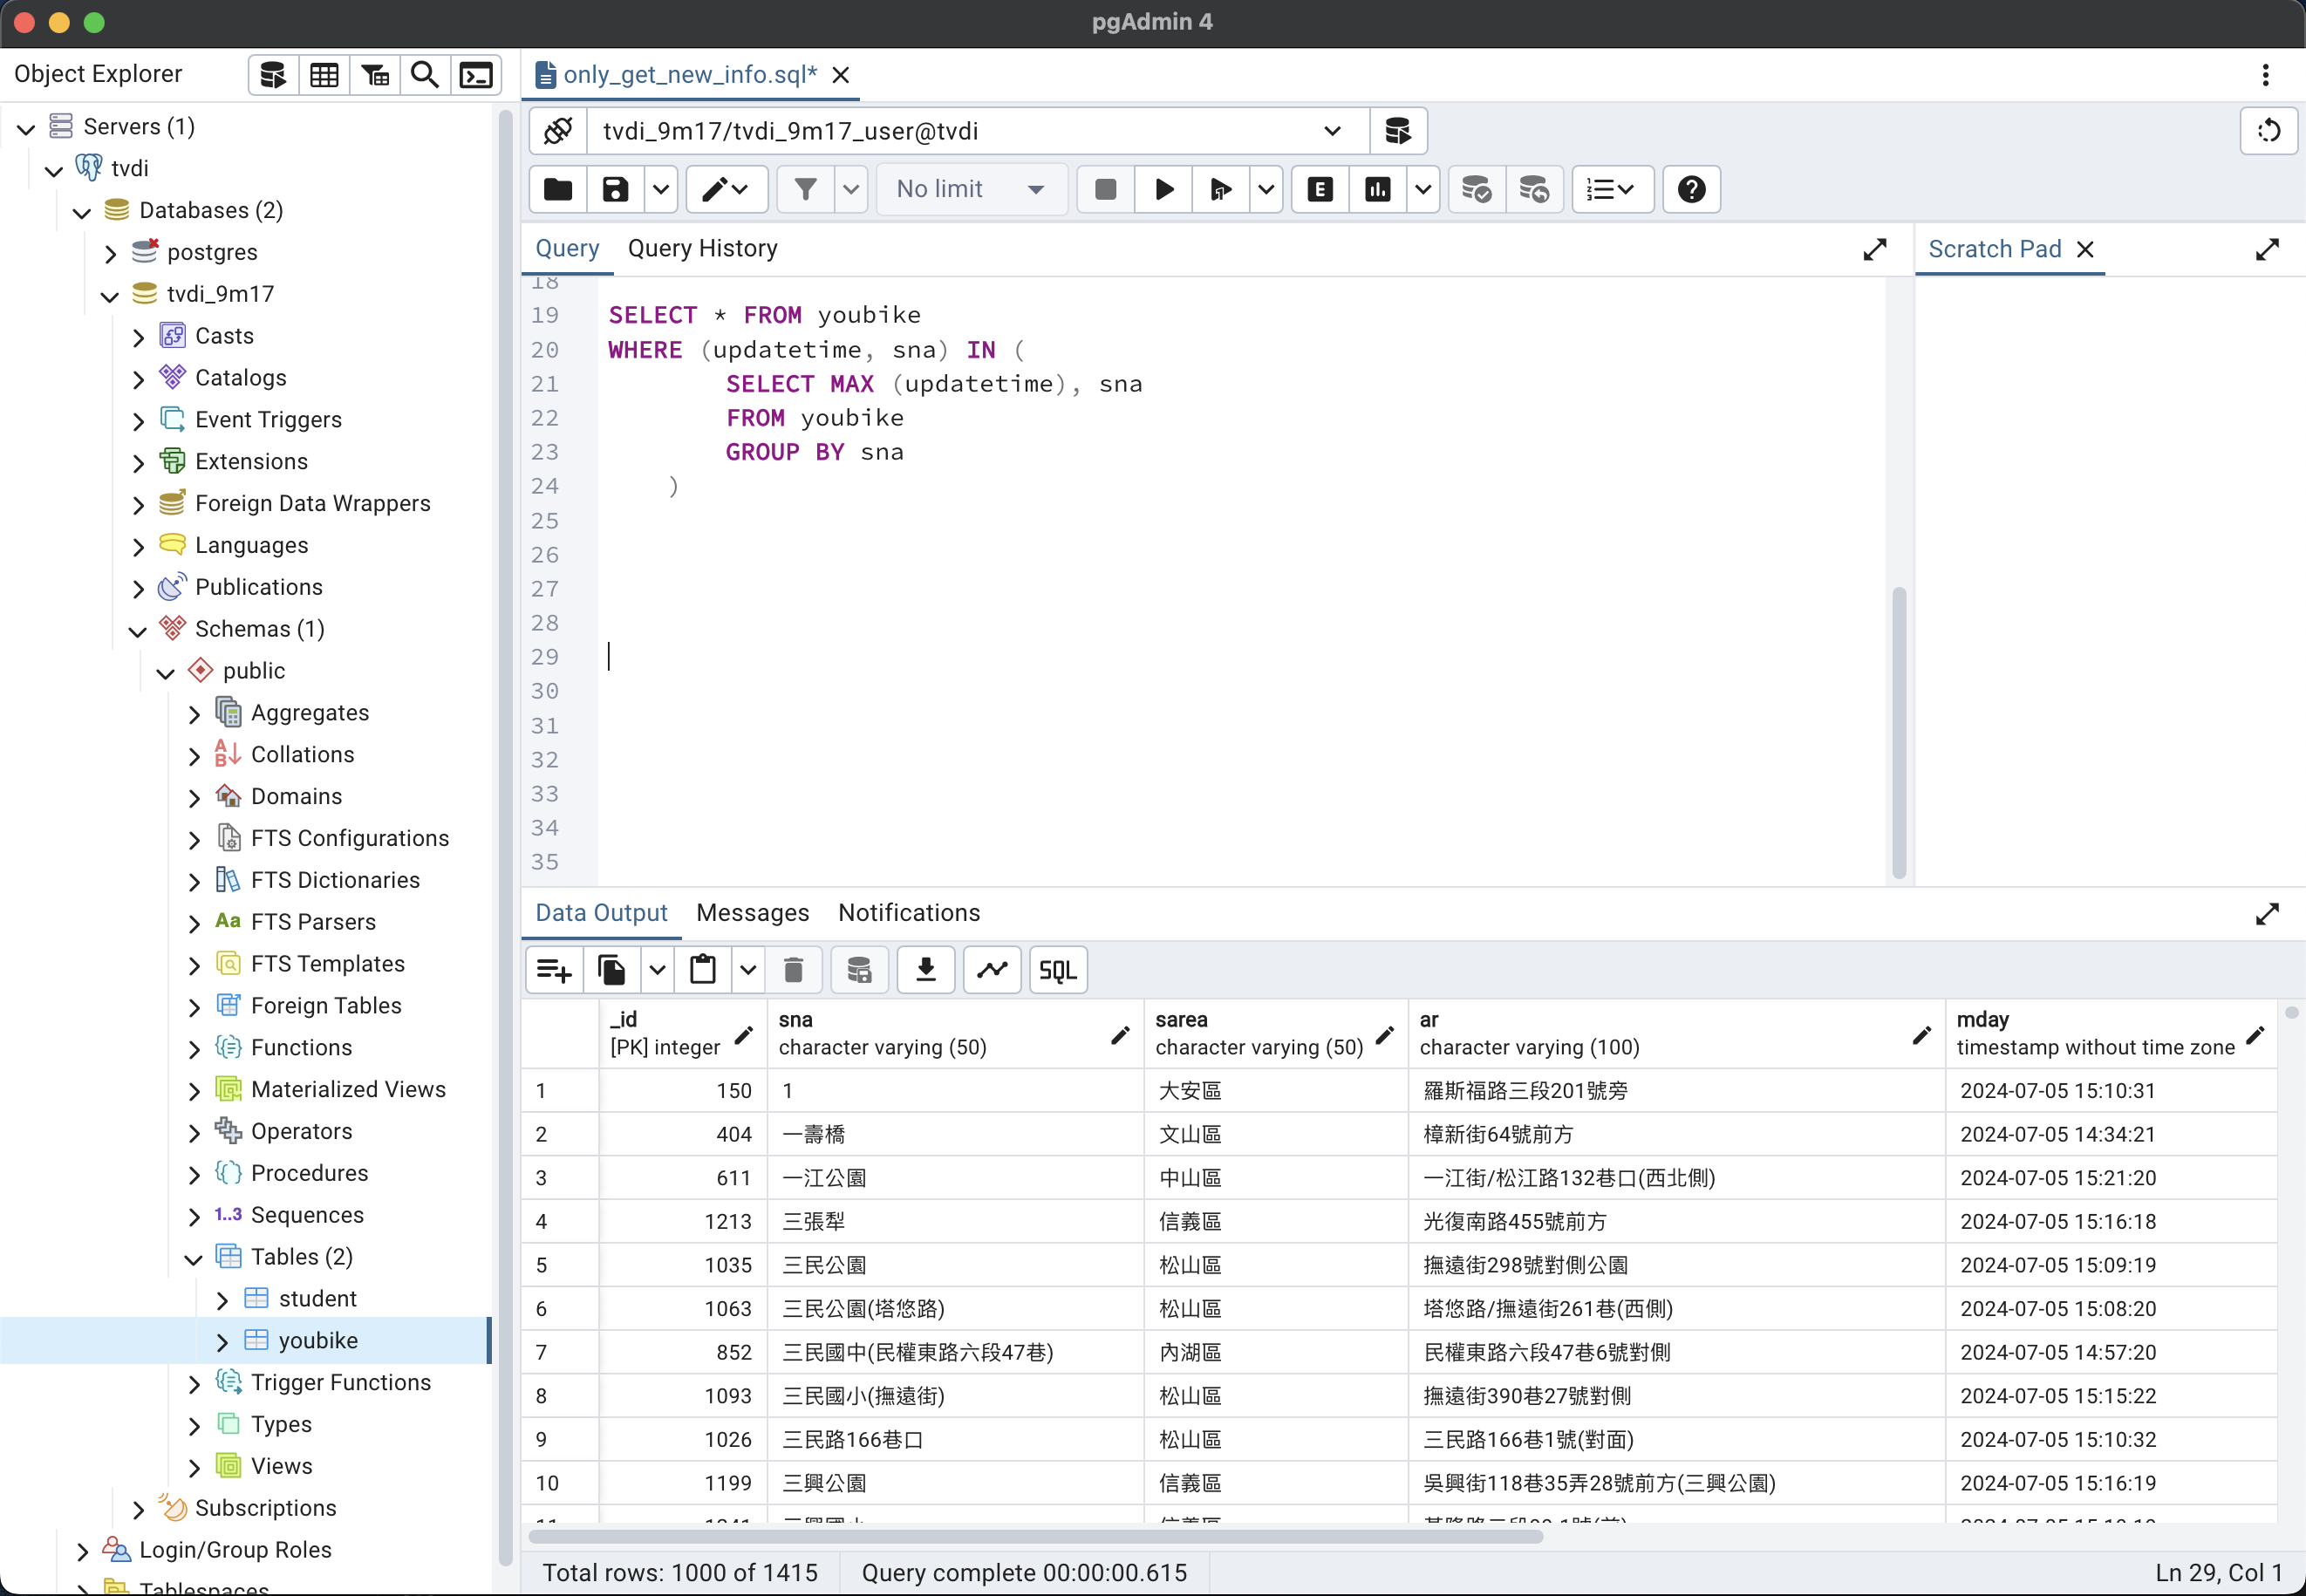 pgAdmin 4
Object Explorer
only_get_new_info.sql*
Servers (1)
tvdi
Databases (2)
postgres
tvdi_9m17
Casts
Catalogs
Event Triggers
Extensions
Foreign Data Wrappers
Languages
Publications
Schemas (1)
public
Aggregates
Collations
Domains
FTS Configurations
FTS Dictionaries
FTS Parsers
FTS Templates
Foreign Tables
Functions
Materialized Views
Operators
Procedures
1..3 Sequences
Tables (2)
student
youbike
Trigger Functions
Types
Views
Subscriptions
Login/Group Roles
Tablespaces
tvdi_9m17/tvdi_9m17_user@tvdi
No limit
Query Query History
Scratch Pad
18
19 SELECT * FROM youbike
20 WHERE (updatetime, sna) IN (
21 SELECT MAX (updatetime), sna
22 FROM youbike
23 GROUP BY sna
24 )
25
26
27
28
29
30
31
32
33
34
35
Data Output Messages Notifications
SQL
_id sna sarea ar mday
[PK] integer character varying (50) character varying (50) character varying (100) timestamp without time zone
1 150 1 大安區 羅斯福路三段201號旁 2024-07-05 15:10:31
2 404 一壽橋 文山區 樟新街64號前方 2024-07-05 14:34:21
3 611 一江公園 中山區 一江街/松江路132巷口(西北側) 2024-07-05 15:21:20
4 1213 三張犁 信義區 光復南路455號前方 2024-07-05 15:16:18
5 1035 三民公園 松山區 撫遠街298號對側公園 2024-07-05 15:09:19
6 1063 三民公園(塔悠路) 松山區 塔悠路/撫遠街261巷(西側) 2024-07-05 15:08:20
7 852 三民國中(民權東路六段47巷) 內湖區 民權東路六段47巷6號對側 2024-07-05 14:57:20
8 1093 三民國小(撫遠街) 松山區 撫遠街390巷27號對側 2024-07-05 15:15:22
9 1026 三民路166巷口 松山區 三民路166巷1號(對面) 2024-07-05 15:10:32
10 1199 三興公園 信義區 吳興街118巷35弄28號前方(三興公園) 2024-07-05 15:16:19
Total rows: 1000 of 1415 Query complete 00:00:00.615 Ln 29, Col 1